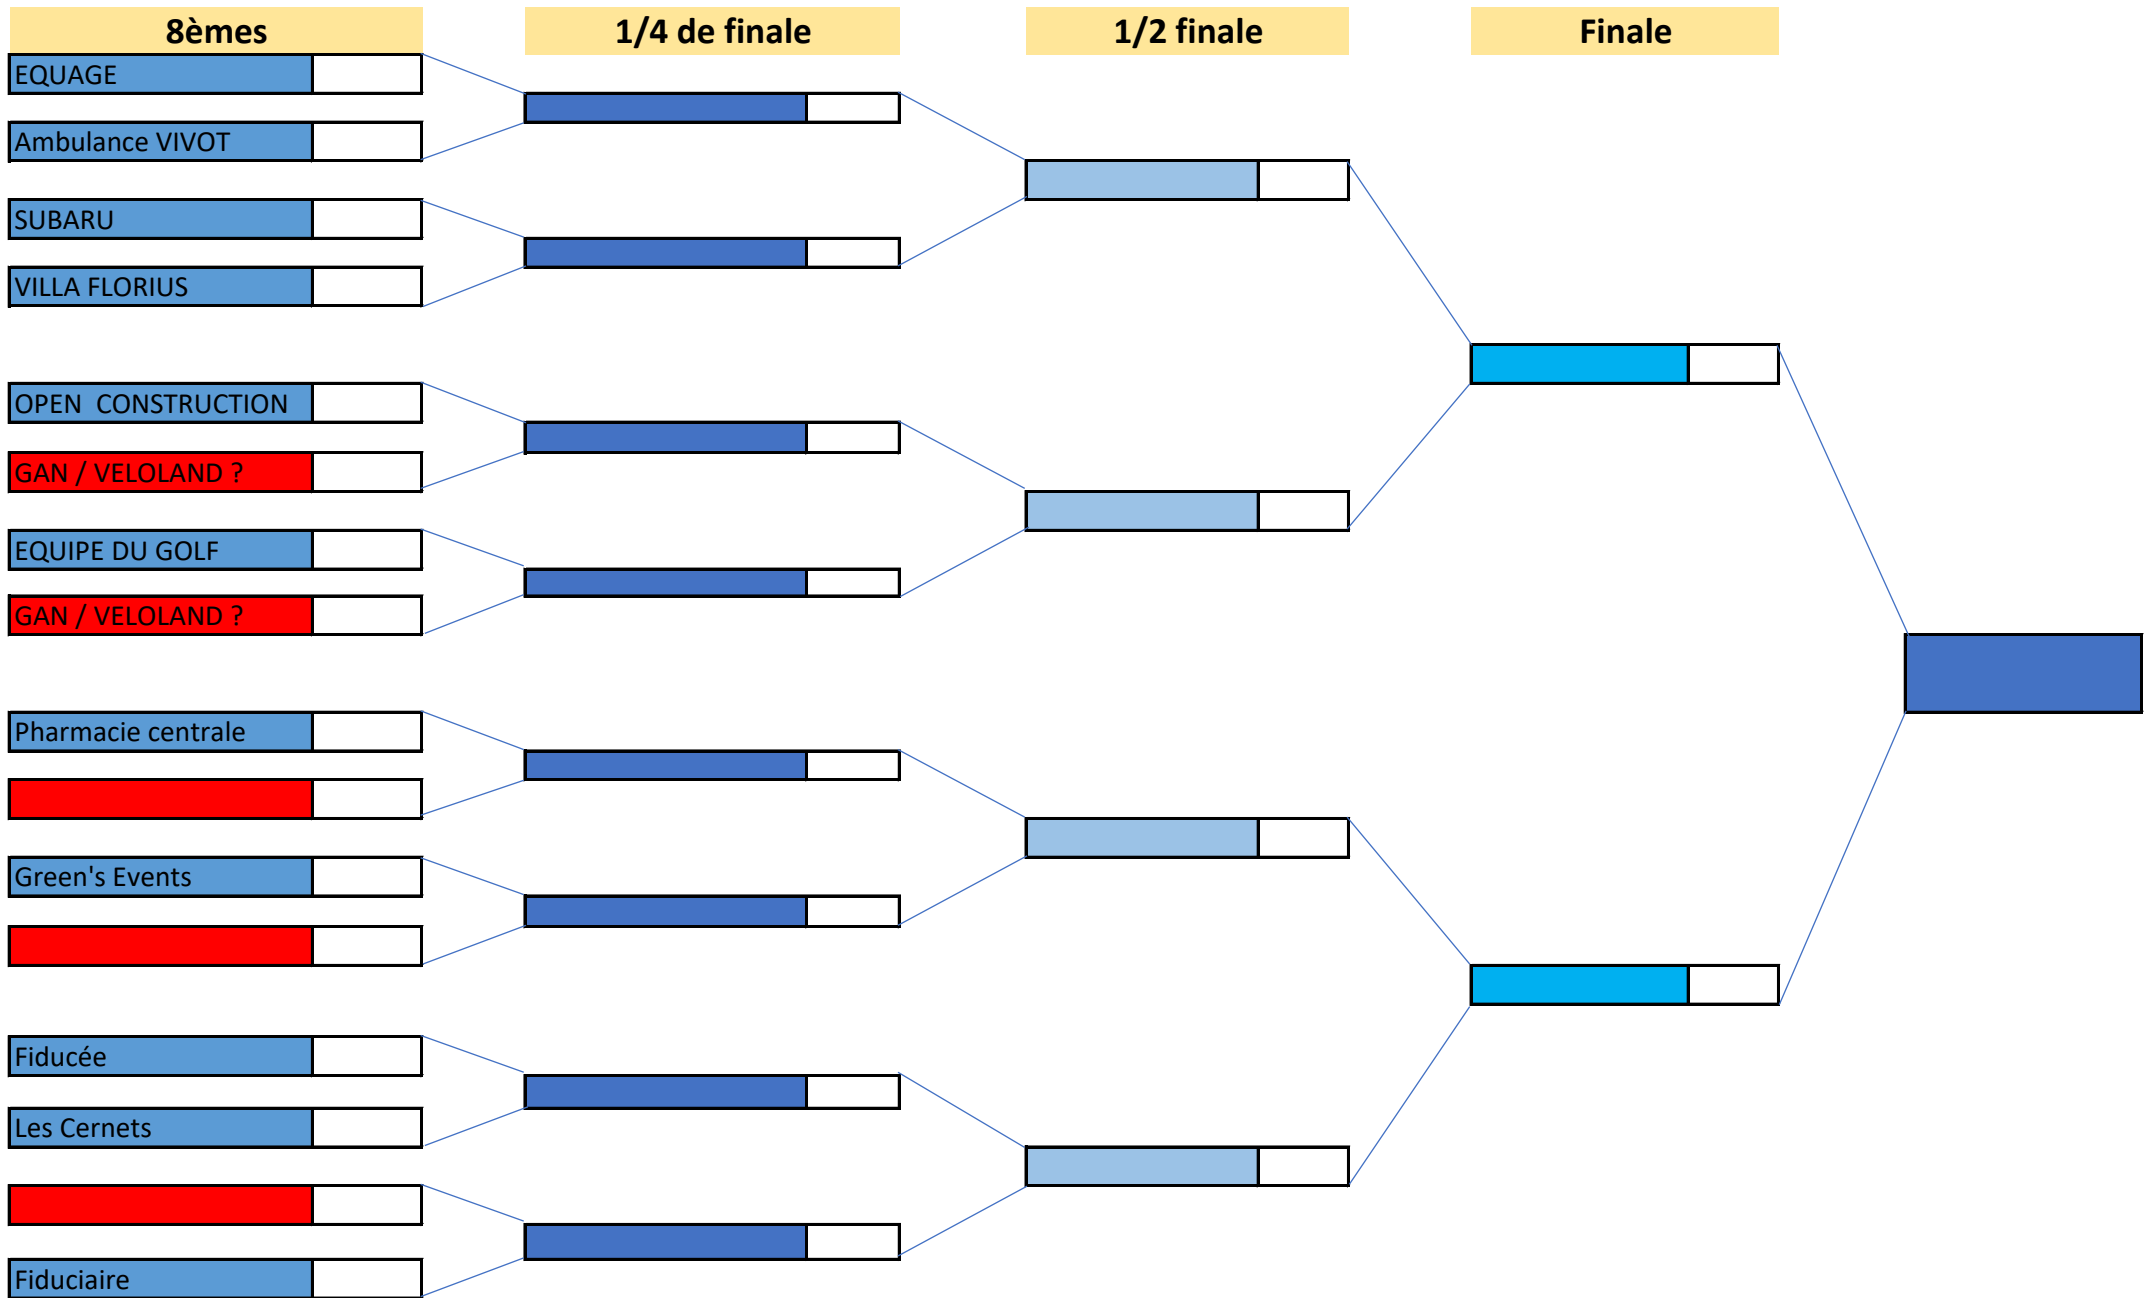 8èmes
1/4 de finale
1/2 finale
Finale
EQUAGE
Ambulance VIVOT
SUBARU
VILLA FLORIUS
OPEN  CONSTRUCTION
GAN / VELOLAND ?
EQUIPE DU GOLF
GAN / VELOLAND ?
Pharmacie centrale
Green's Events
Fiducée
Les Cernets
Fiduciaire